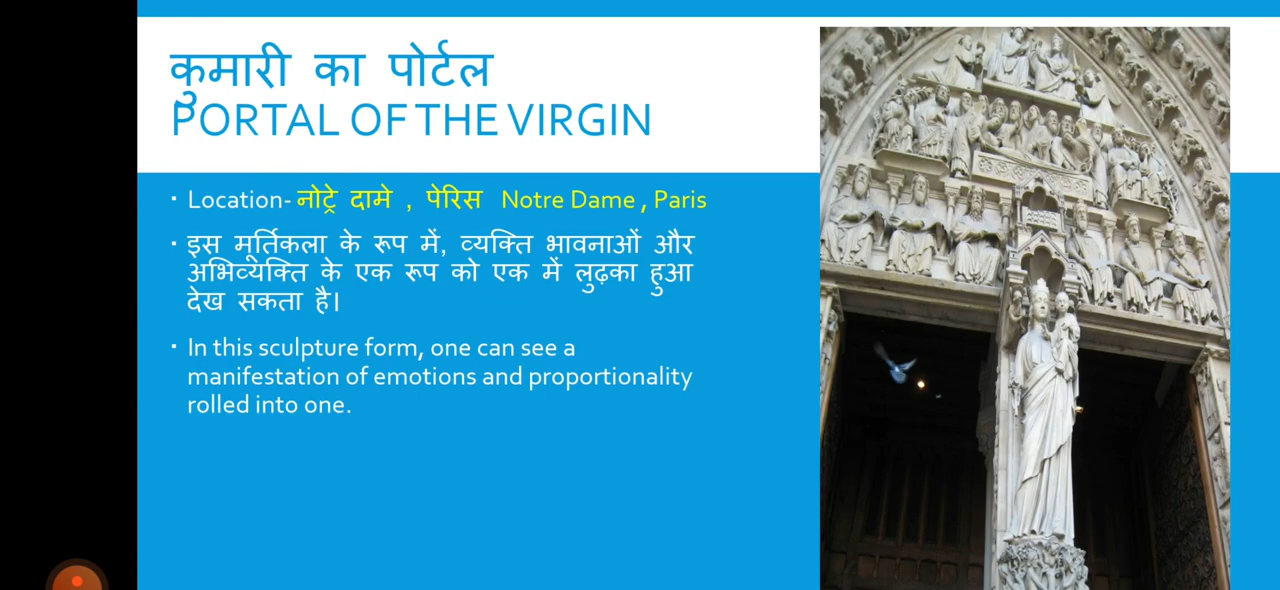 कुमारी का पोर्टल
PORTAL OF THE VIRGIN
Location- नोट्रे दामे , पेरिस Notre Dame , Paris
इस मूर्तिकला के रूप में, व्यक्ति भावनाओं और
अभिव्यक्ति के एक रूप को एक में लुढ़का हुआ
देख सकता है।
In this sculpture form, one can see a
manifestation of emotions and proportionality
rolled into one.